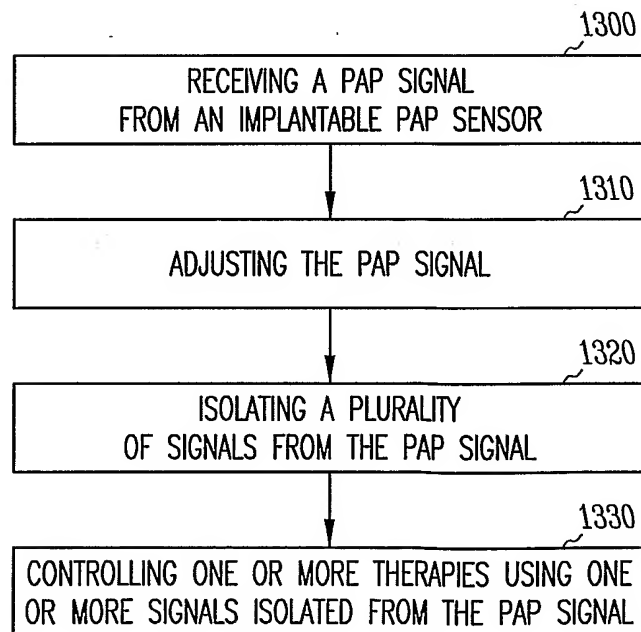 1300
RECEIVING A PAP SIGNAL
FROM AN IMPLANTABLE PAP SENSOR
1310
ADJUSTING THE PAP SIGNAL
1320
ISOLATING A PLURALITY
OF SIGNALS FROM THE PAP SIGNAL
1330
CONTROLLING ONE OR MORE THERAPIES USING ONE
OR MORE SIGNALS ISOLATED FROM THE PAP SIGNAL